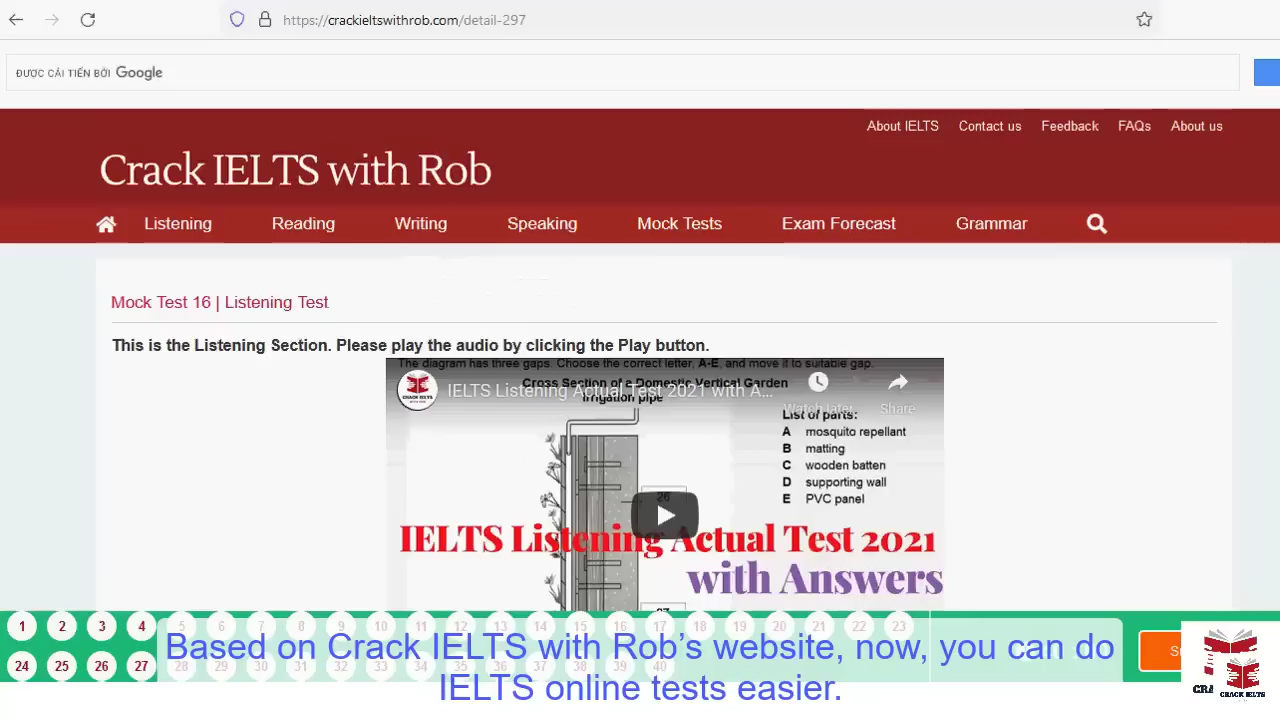 https://crackieltswithrob.com/detail-297
ĐƯỢC CẢI TIẾN BỞI Google
About IELTS Contact us Feedback FAQs About us
Crack IELTS with Rob
Listening Reading Writing Speaking Mock Tests Exam Forecast Grammar
Mock Test 16 | Listening Test
This is the Listening Section. Please play the audio by clicking the Play button.
The diagram has three gaps. Choose the correct letter, A-E, and move it to suitable gap.
Cross Section of a Domestic Vertical Garden
IELTS Listening Actual Test 2021 with A...
Irrigation pipe
Watch later Share
List of parts:
A mosquito repellant
B matting
C wooden batten
D supporting wall
E PVC panel
26
IELTS Listening Actual Test 2021
with Answers
27
1 2 3 4 5 6 7 8 9 10 11 12 13 14 15 16 17 18 19 20 21 22 23
24 25 26 27 28 29 30 31 32 33 34 35 36 37 38 39 40
Based on Crack IELTS with Rob's website, now, you can do
IELTS online tests easier.
CRACK IELTS